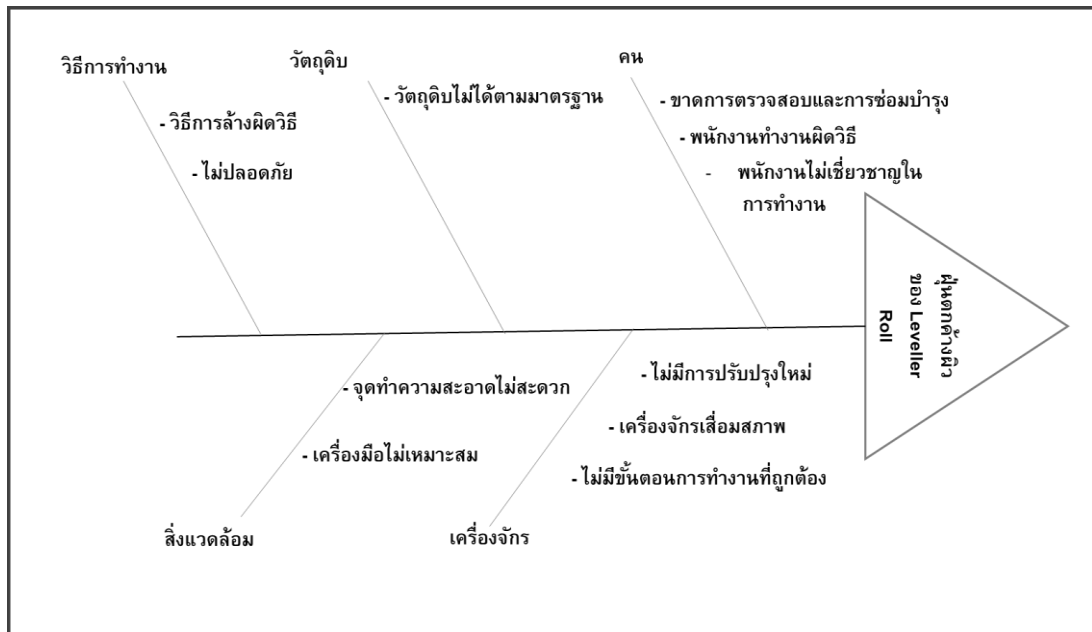 วิธีการทำงาน
- วิธีการล้างผิดวิธี
- ไม่ปลอดภัย
วัตถุดิบ
- วัตถุดิบไม่ได้ตามมาตรฐาน
คน
- ขาดการตรวจสอบและการซ่อมบำรุง
- พนักงานทำงานผิดวิธี
- พนักงานไม่เชี่ยวชาญใน
การทำงาน
ฝุ่นตกค้างผิว
ของ Leveller
Roll
- จุดทำความสะอาดไม่สะดวก
- เครื่องมือไม่เหมาะสม
สิ่งแวดล้อม
- ไม่มีการปรับปรุงใหม่
- เครื่องจักรเสื่อมสภาพ
- ไม่มีขั้นตอนการทำงานที่ถูกต้อง
เครื่องจักร